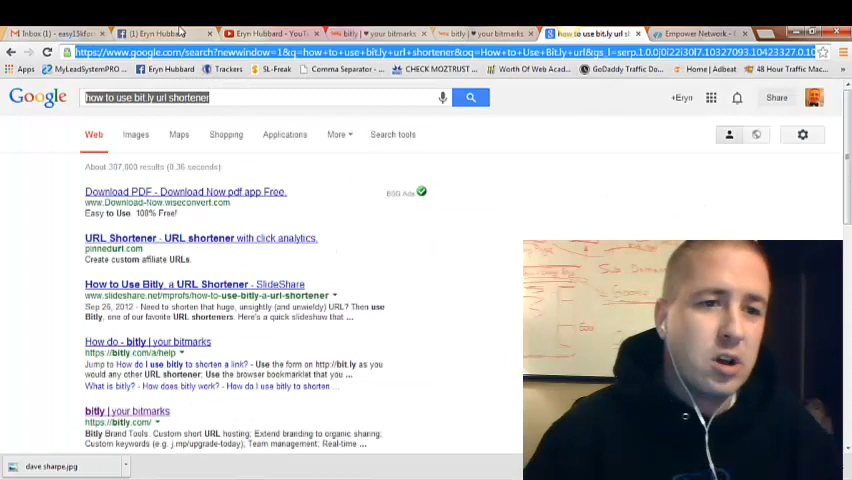 Inbox (1) - easy15kfor
(1) Eryn Hubbard
Eryn Hubbard - YouT
bitly | ♥ your bitmarks
bitly | ♥ your bitmarks
how to use bit.ly url sh
Empower Network -
https://www.google.com/search?newwindow=1&q=how+to+use+bit.ly+url+shortener&oq=How+to+Use+Bit.ly+url&gs_l=serp.1.0.0j0i22i30l7.10327093.10423327.0.10
Apps
MyLeadSystemPRO
Facebook
Trackers
SL-Freak
Comma Separator -
CHECK MOZTRUST
Worth Of Web Acad
GoDaddy Traffic Do
Home | Adbeat
48 Hour Traffic Mac
Google
how to use bit.ly url shortener
+Eryn
Share
Web
Images
Maps
Shopping
Applications
More
Search tools
About 307,000 results (0.36 seconds)
Download PDF - Download Now pdf app Free.
www.Download-Now.wiseconvert.com
Easy to Use. 100% Free!
BSG Ads
URL Shortener - URL shortener with click analytics.
pinnedurl.com
Create custom affiliate URLs.
How to Use Bitly, a URL Shortener - SlideShare
www.slideshare.net/mprofs/how-to-use-bitly-a-url-shortener
Sep 26, 2012 - Need to shorten that huge, unsightly (and unwieldy) URL? Then use
Bitly, one of our favorite URL shorteners. Here's a quick slideshow that ...
How do - bitly | your bitmarks
https://bitly.com/a/help
Jump to How do I use bitly to shorten a link? - Use the form on http://bit.ly as you
would any other URL shortener; Use the browser bookmarklet that you
What is bitly? - How does bitly work? - How do I use bitly to shorten ...
bitly | your bitmarks
https://bitly.com/
Bitly Brand Tools. Custom short URL hosting; Extend branding to organic sharing;
Custom keywords (e.g. j.mp/upgrade-today); Team management; Real-time ...
dave sharpe.jpg
Sub Domain